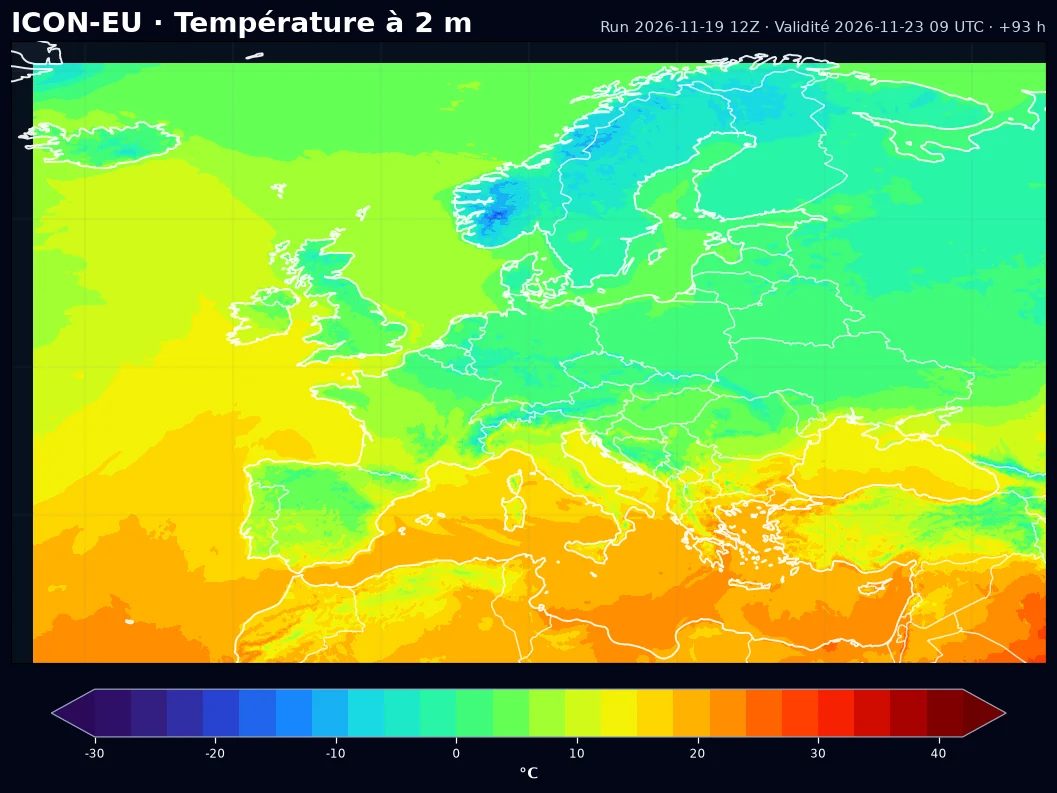 ICON-EU · Température à 2 m
Run 2026-11-19 12Z · Validité 2026-11-23 09 UTC · +93 h
-30 -20 -10 0 10 20 30 40
°C